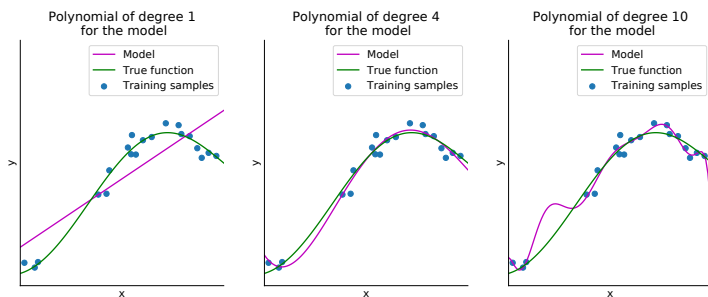 Polynomial of degree 1
for the model
Model
True function
Training samples
y
x
Polynomial of degree 4
for the model
Model
True function
Training samples
y
x
Polynomial of degree 10
for the model
Model
True function
Training samples
y
x